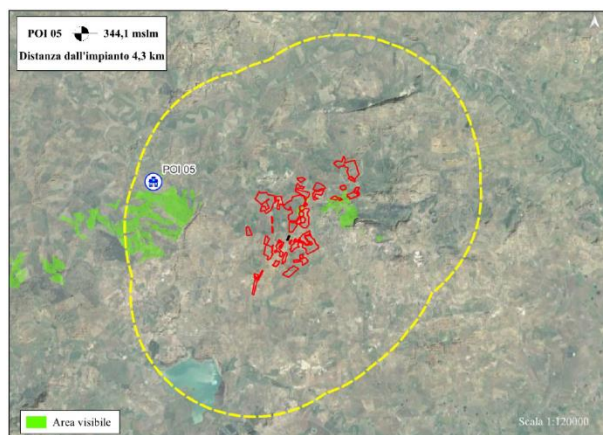 POI 05 344,1 mslm
Distanza dall'impianto 4,3 km
POI 05
Area visibile
Scala 1:120000